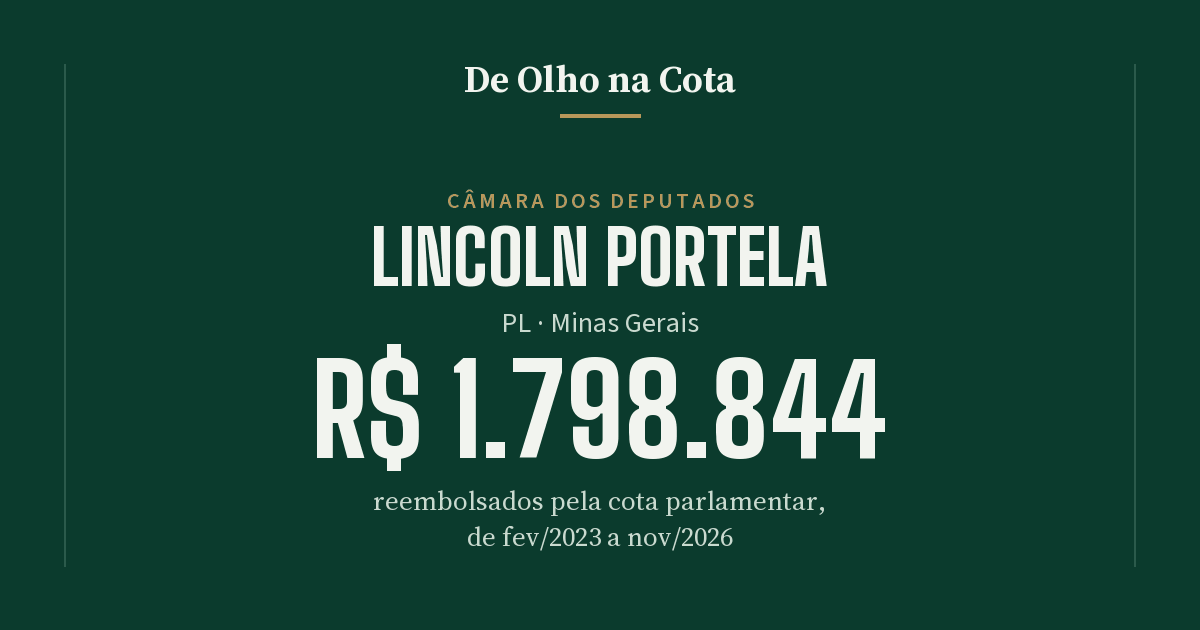 De Olho na Cota
CÂMARA DOS DEPUTADOS
LINCOLN PORTELA
PL · Minas Gerais
R$ 1.798.844
reembolsados pela cota parlamentar,
de fev/2023 a nov/2026